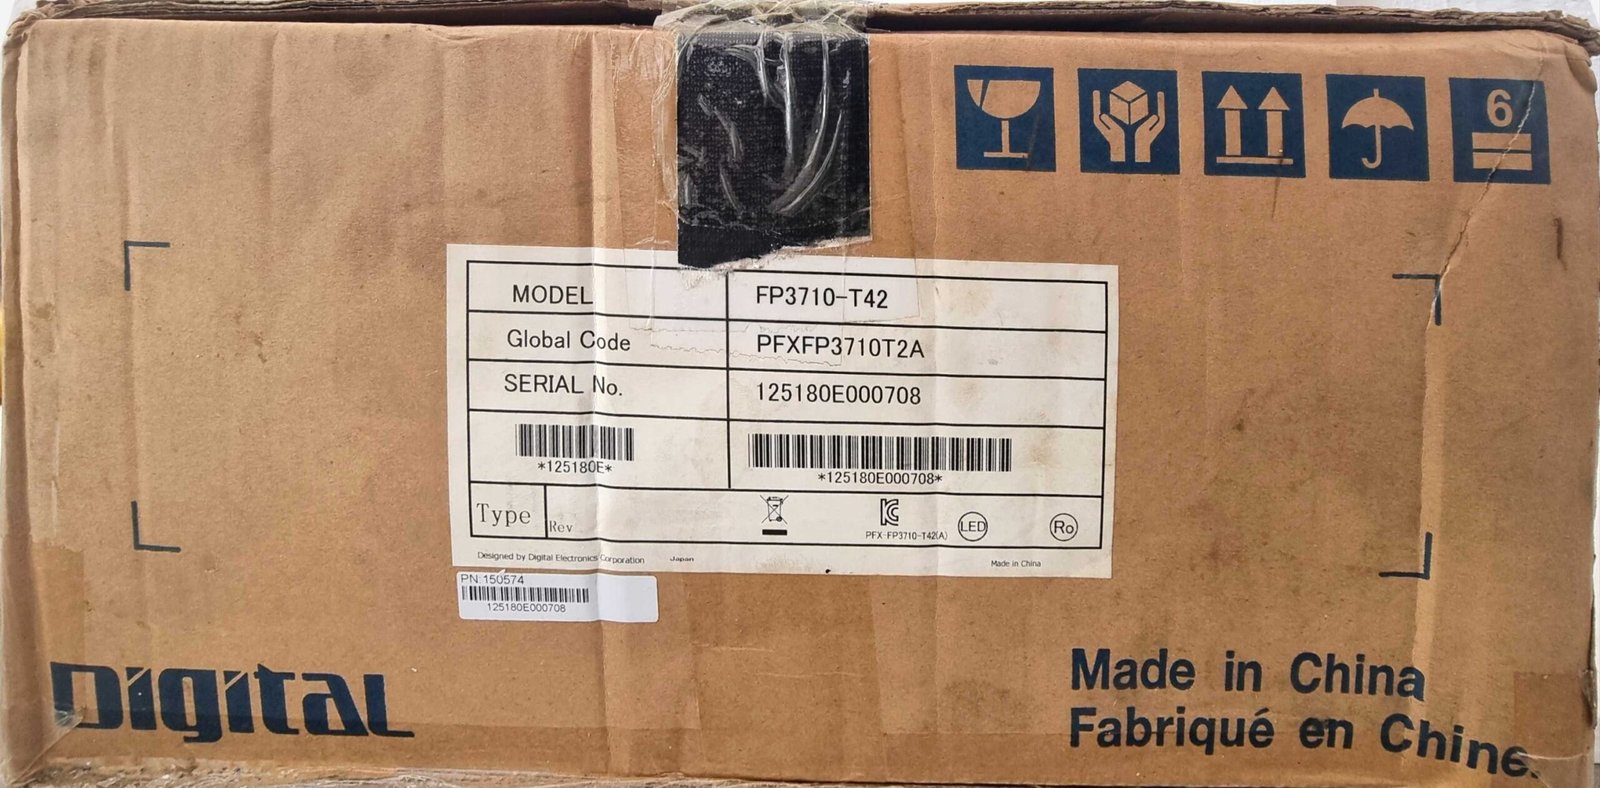 6
MODEL FP3710-T42
Global Code PFXFP3710T2A
SERIAL No. 125180E000708
*125180E* *125180E000708*
Type Rev PFX-FP3710-T42(A) LED Ro
Designed by Digital Electronics Corporation Japan Made in China
PN:150574
125180E000708
Digital
Made in China
Fabriqué en Chine.